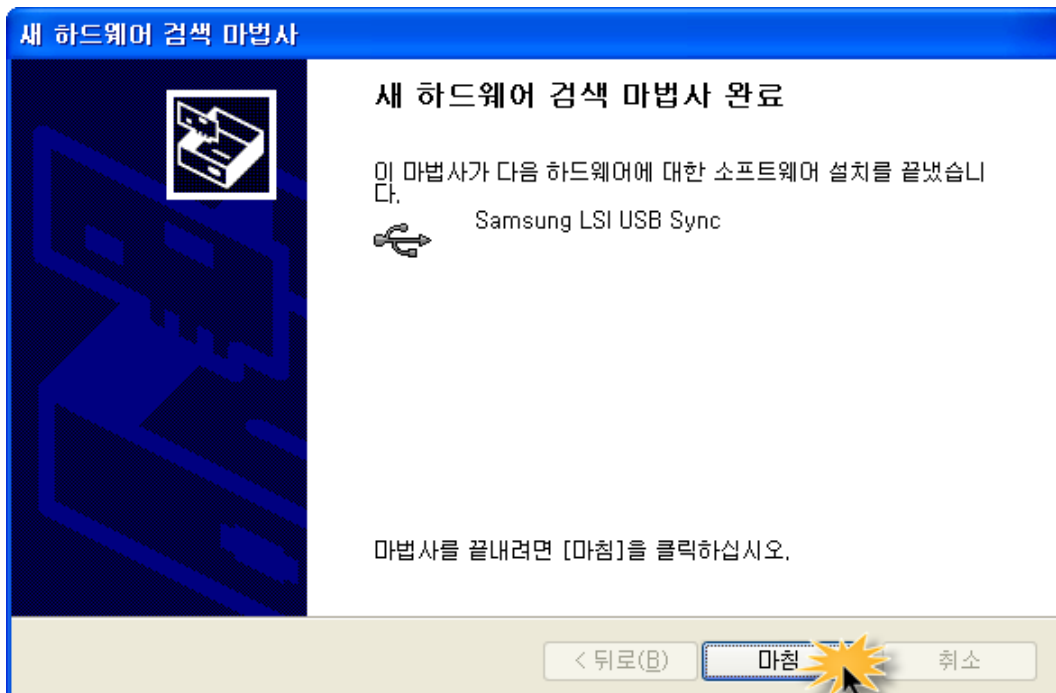 새 하드웨어 검색 마법사
새 하드웨어 검색 마법사 완료
이 마법사가 다음 하드웨어에 대한 소프트웨어 설치를 끝냈습니
다.
Samsung LSI USB Sync
마법사를 끝내려면 [마침]을 클릭하십시오.
< 뒤로(B) 마침 취소